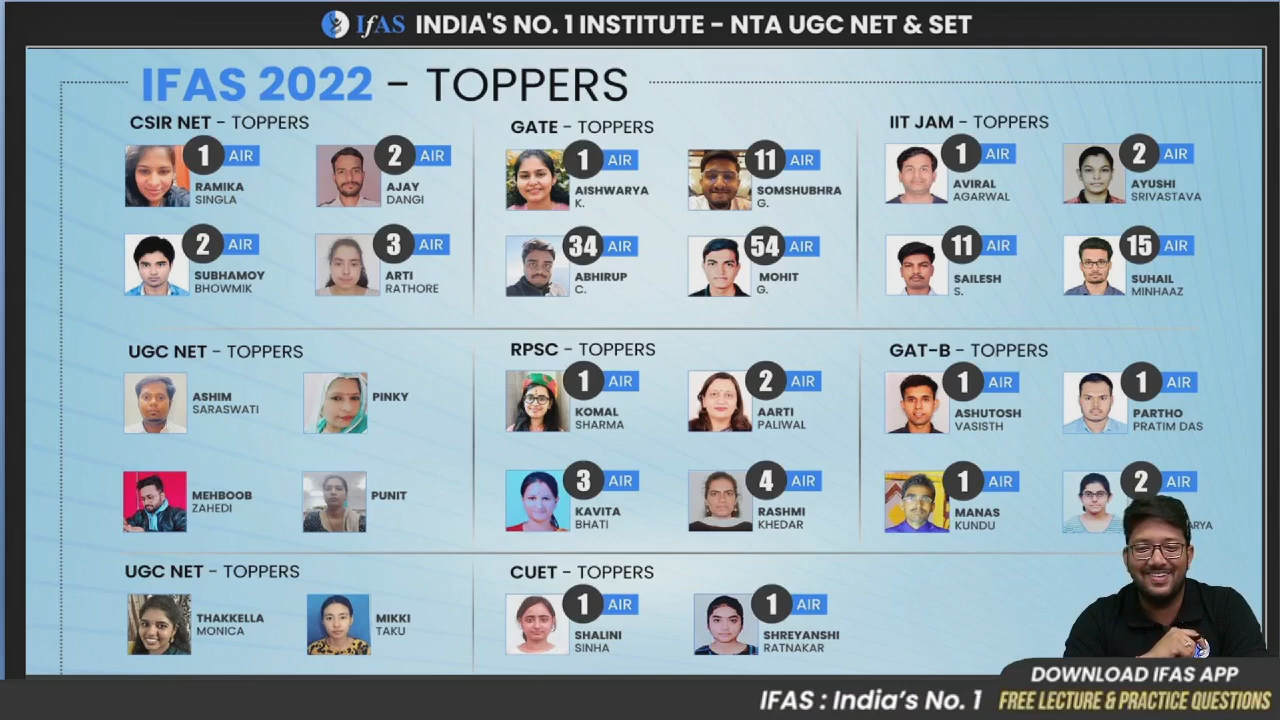 IfAS INDIA'S NO. 1 INSTITUTE - NTA UGC NET & SET
IFAS 2022 - TOPPERS
CSIR NET - TOPPERS
1 AIR
RAMIKA
SINGLA
2 AIR
AJAY
DANGI
2 AIR
SUBHAMOY
BHOWMIK
3 AIR
ARTI
RATHORE
GATE - TOPPERS
1 AIR
AISHWARYA
K.
11 AIR
SOMSHUBHRA
G.
34 AIR
ABHIRUP
C.
54 AIR
MOHIT
G.
IIT JAM - TOPPERS
1 AIR
AVIRAL
AGARWAL
2 AIR
AYUSHI
SRIVASTAVA
11 AIR
SAILESH
S.
15 AIR
SUHAIL
MINHAAZ
UGC NET - TOPPERS
ASHIM
SARASWATI
PINKY
MEHBOOB
ZAHEDI
PUNIT
RPSC - TOPPERS
1 AIR
KOMAL
SHARMA
2 AIR
AARTI
PALIWAL
3 AIR
KAVITA
BHATI
4 AIR
RASHMI
KHEDAR
GAT-B - TOPPERS
1 AIR
ASHUTOSH
VASISTH
1 AIR
PARTHO
PRATIM DAS
1 AIR
MANAS
KUNDU
2 AIR
UGC NET - TOPPERS
THAKKELLA
MONICA
MIKKI
TAKU
CUET - TOPPERS
1 AIR
SHALINI
SINHA
1 AIR
SHREYANSHI
RATNAKAR
DOWNLOAD IFAS APP
IFAS : India's No. 1 FREE LECTURE & PRACTICE QUESTIONS